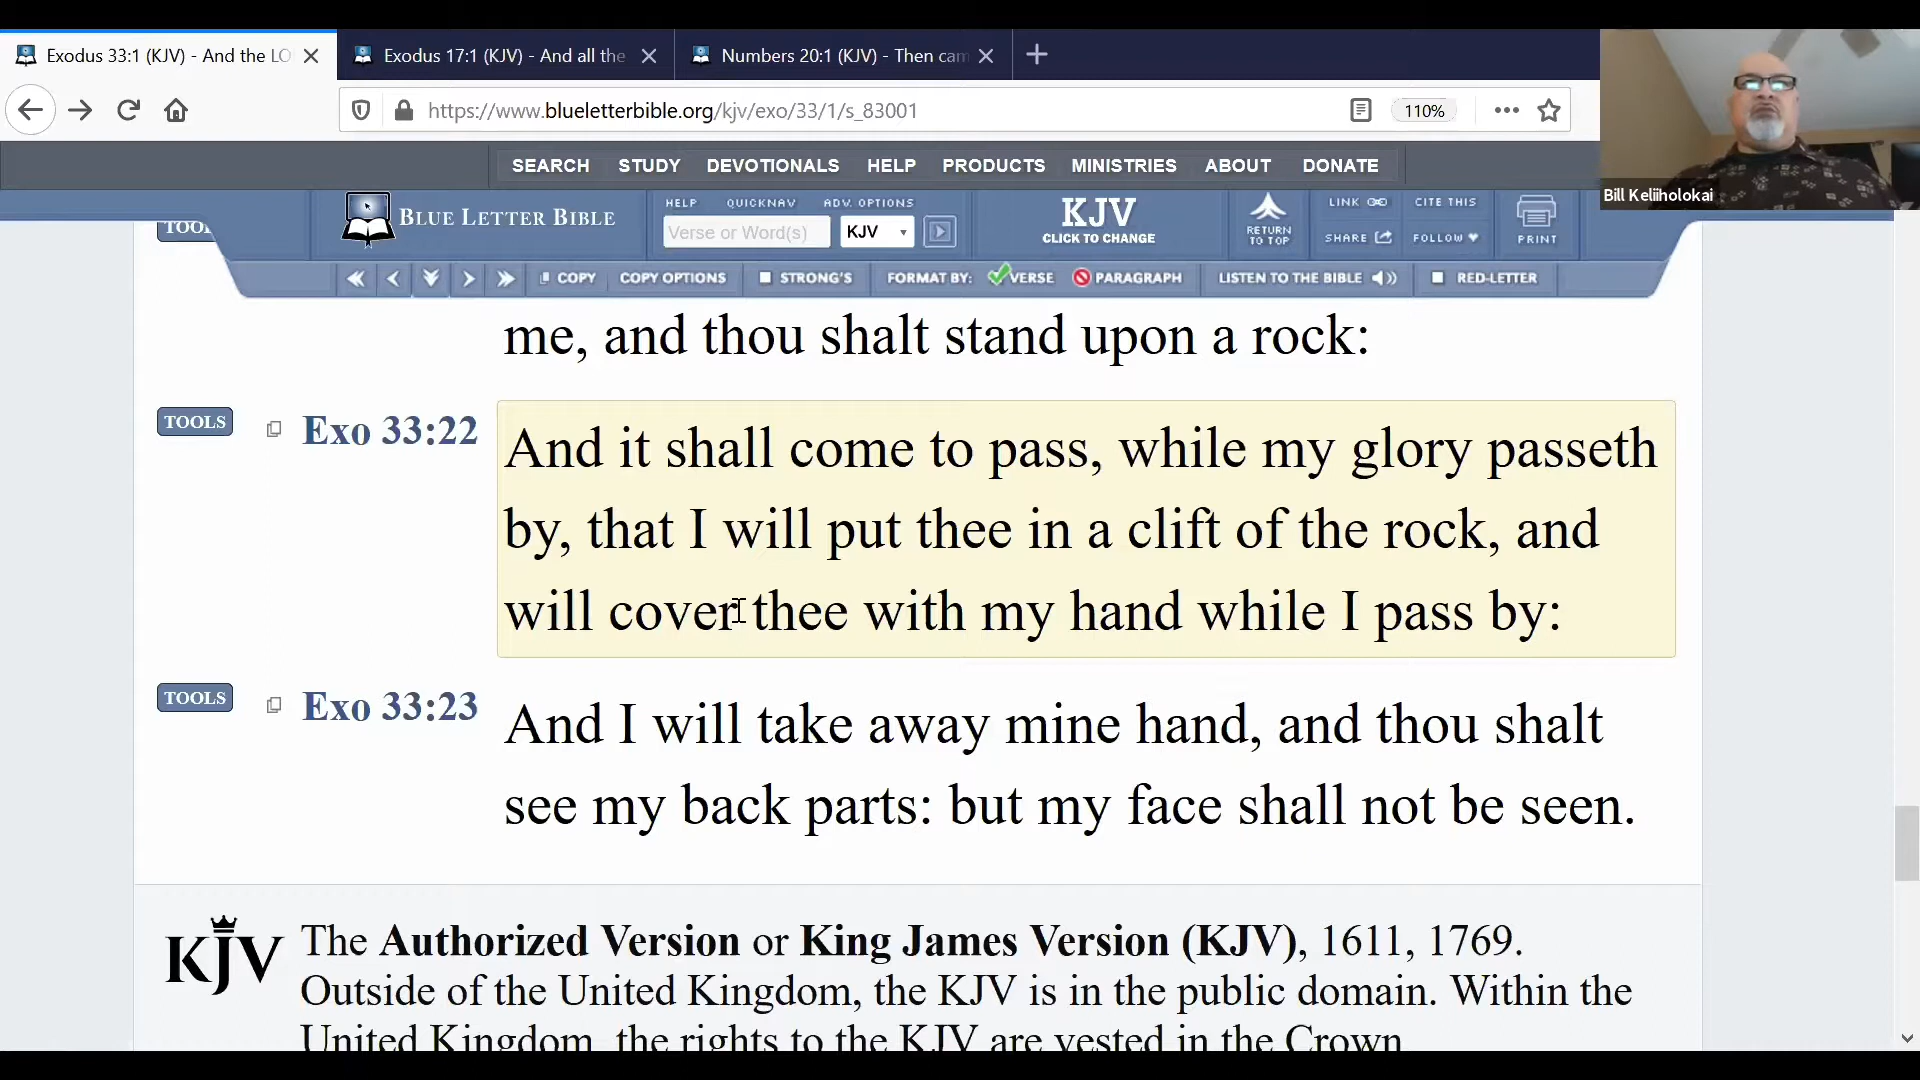 Exodus 33:1 (KJV) - And the LO
Exodus 17:1 (KJV) - And all the
Numbers 20:1 (KJV) - Then cam
https://www.blueletterbible.org/kjv/exo/33/1/s_83001
110%
Bill Keliiholokai
SEARCH STUDY DEVOTIONALS HELP PRODUCTS MINISTRIES ABOUT DONATE
BLUE LETTER BIBLE
HELP QUICKNAV ADV. OPTIONS
Verse or Word(s)
KJV
KJV
CLICK TO CHANGE
RETURN
TO TOP
LINK
CITE THIS
SHARE
FOLLOW
PRINT
COPY COPY OPTIONS STRONG'S FORMAT BY: VERSE PARAGRAPH LISTEN TO THE BIBLE RED-LETTER
me, and thou shalt stand upon a rock:
TOOLS Exo 33:22 And it shall come to pass, while my glory passeth
by, that I will put thee in a clift of the rock, and
will cover thee with my hand while I pass by:
TOOLS Exo 33:23 And I will take away mine hand, and thou shalt
see my back parts: but my face shall not be seen.
KJV The Authorized Version or King James Version (KJV), 1611, 1769.
Outside of the United Kingdom, the KJV is in the public domain. Within the
United Kingdom, the rights to the KJV are vested in the Crown